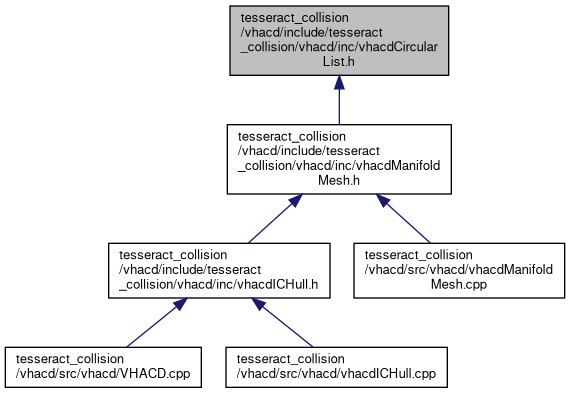 tesseract_collision
/vhacd/include/tesseract
_collision/vhacd/inc/vhacdCircular
List.h
tesseract_collision
/vhacd/include/tesseract
_collision/vhacd/inc/vhacdManifold
Mesh.h
tesseract_collision
/vhacd/include/tesseract
_collision/vhacd/inc/vhacdICHull.h
tesseract_collision
/vhacd/src/vhacd/vhacdManifold
Mesh.cpp
tesseract_collision
/vhacd/src/vhacd/VHACD.cpp
tesseract_collision
/vhacd/src/vhacd/vhacdICHull.cpp